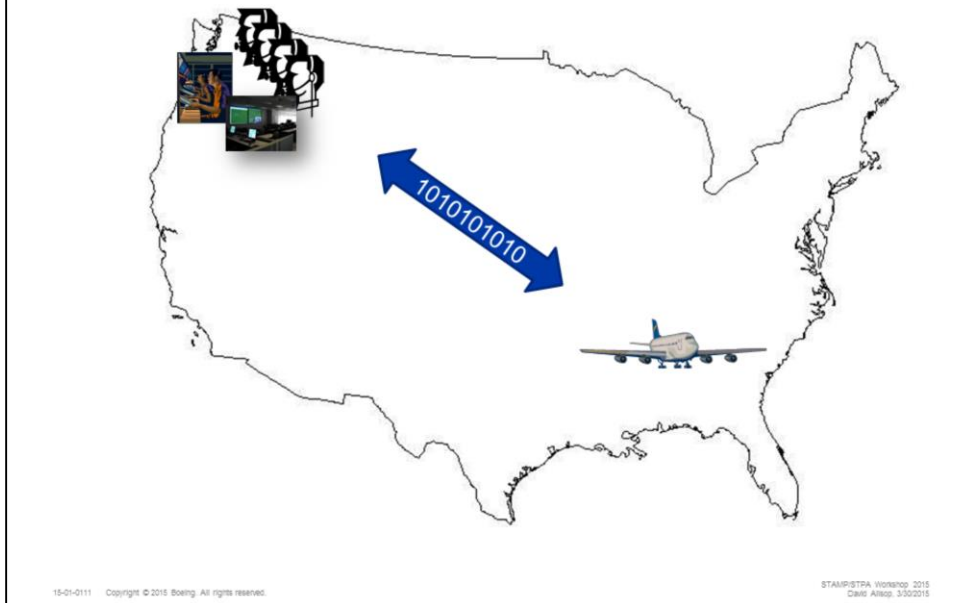 1010101010
15-01-0111 Copyright © 2015 Boeing. All rights reserved.
STAMP/STPA Workshop 2015
David Allsop, 3/30/2015